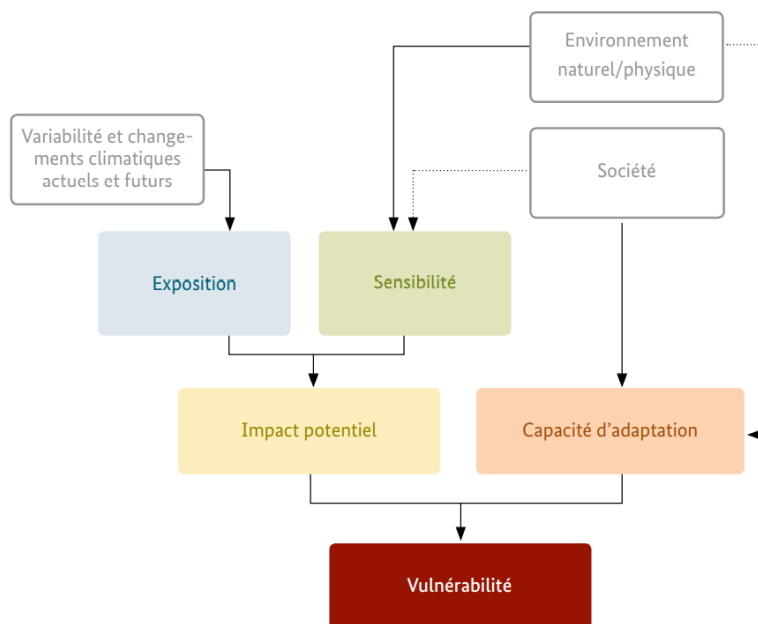 Environnement
naturel/physique
Variabilité et change-
ments climatiques
actuels et futurs
Société
Exposition
Sensibilité
Impact potentiel
Capacité d’adaptation
Vulnérabilité